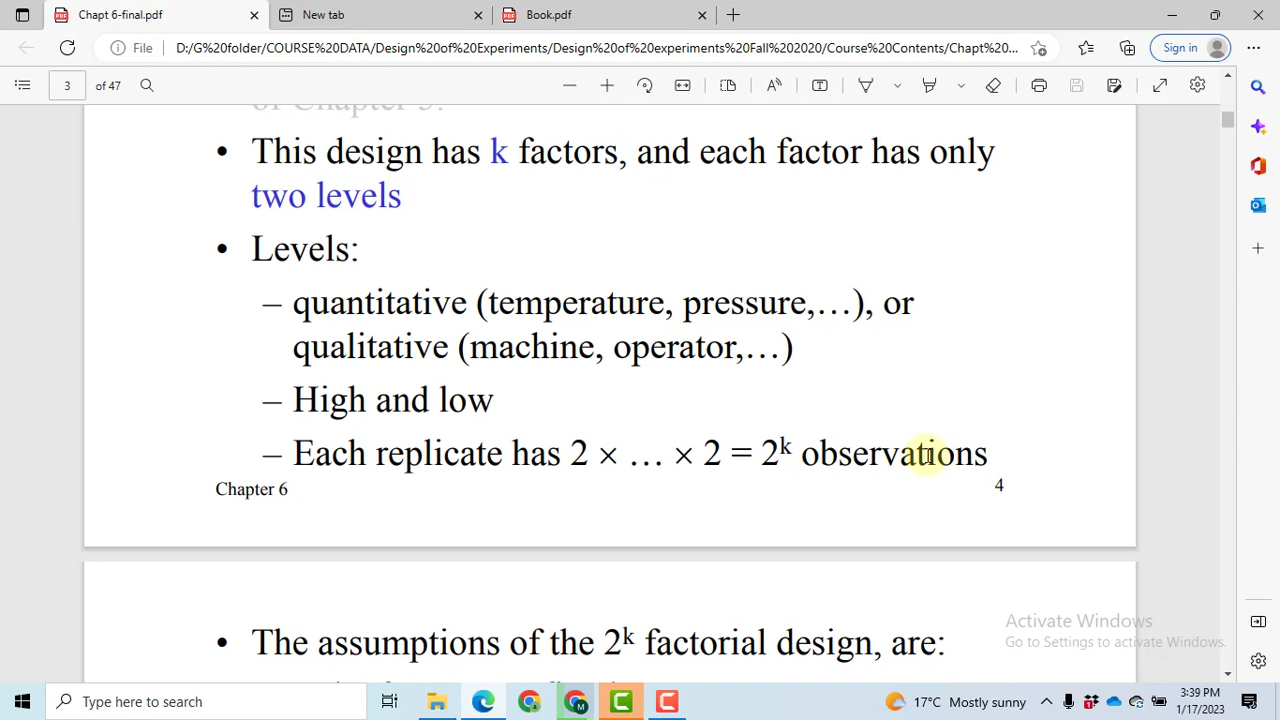 Chapt 6-final.pdf
New tab
Book.pdf
File
D:/G%20folder/COURSE%20DATA/Design%20of%20Experiments/Design%20of%20experiments%20Fall%202020/Course%20Contents/Chapt%20...
Sign in
3 of 47
of Chapter 5.
• This design has k factors, and each factor has only
two levels
• Levels:
– quantitative (temperature, pressure,…), or
qualitative (machine, operator,…)
– High and low
– Each replicate has 2 × … × 2 = 2ᵏ observations
Chapter 6
4
• The assumptions of the 2ᵏ factorial design, are:
Activate Windows
Go to Settings to activate Windows.
Type here to search
17°C Mostly sunny
3:39 PM
1/17/2023